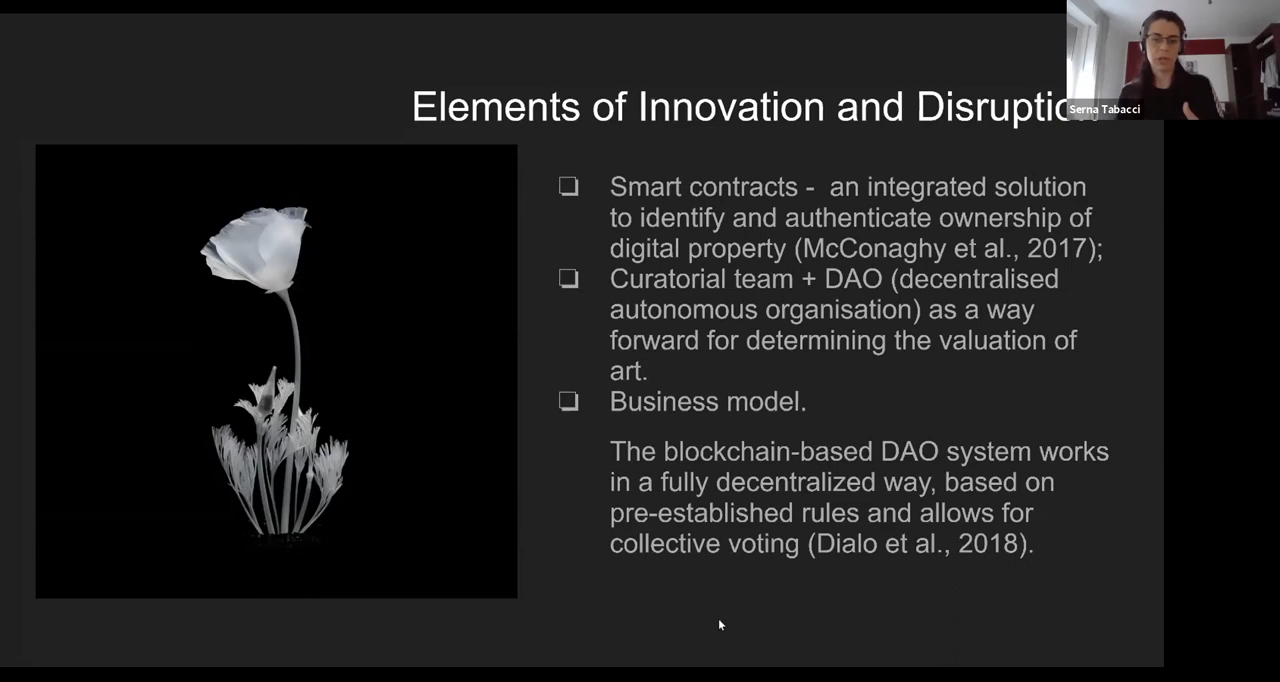 Elements of Innovation and Disruption
Serna Tabacci
❏ Smart contracts - an integrated solution
to identify and authenticate ownership of
digital property (McConaghy et al., 2017);
❏ Curatorial team + DAO (decentralised
autonomous organisation) as a way
forward for determining the valuation of
art.
❏ Business model.
The blockchain-based DAO system works
in a fully decentralized way, based on
pre-established rules and allows for
collective voting (Dialo et al., 2018).